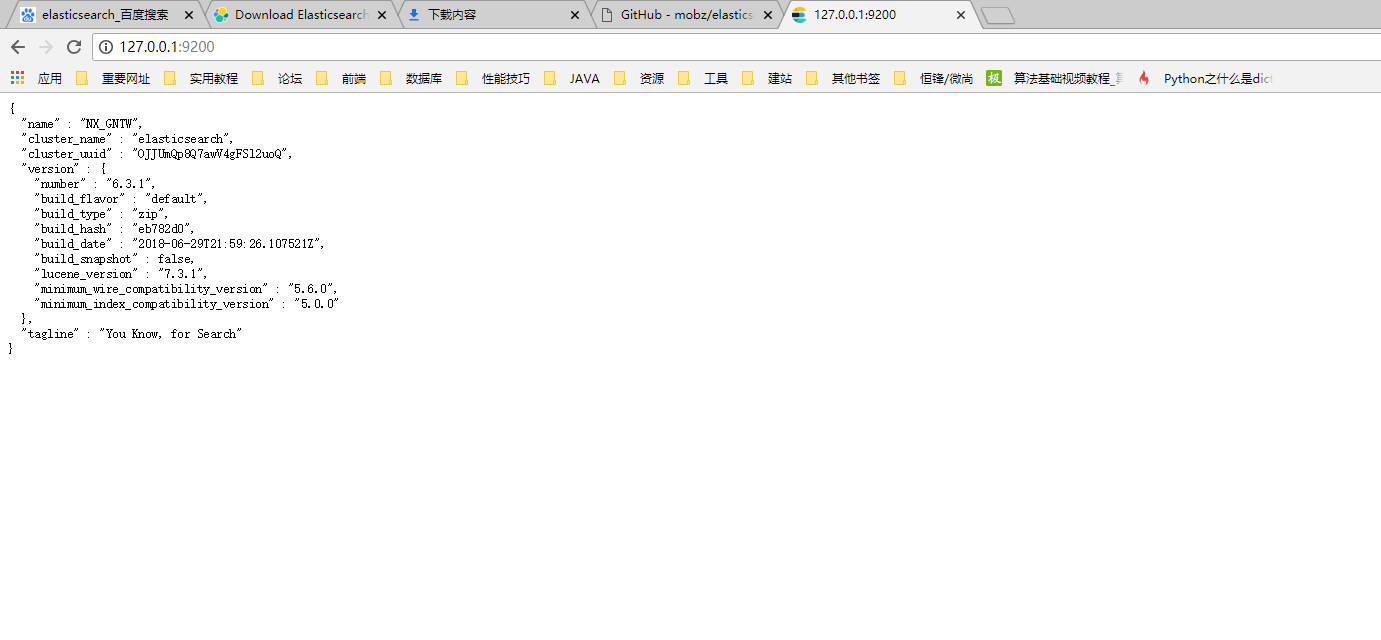 elasticsearch_百度搜索 Download Elasticsearch 下载内容 GitHub - mobz/elastics 127.0.0.1:9200
127.0.0.1:9200
应用 重要网址 实用教程 论坛 前端 数据库 性能技巧 JAVA 资源 工具 建站 其他书签 恒锋/微尚 极 算法基础视频教程_ Python之什么是dict
{
"name" : "NX_GNTW",
"cluster_name" : "elasticsearch",
"cluster_uuid" : "OJJUmQp8Q7awV4gFSl2uoQ",
"version" : {
"number" : "6.3.1",
"build_flavor" : "default",
"build_type" : "zip",
"build_hash" : "eb782d0",
"build_date" : "2018-06-29T21:59:26.107521Z",
"build_snapshot" : false,
"lucene_version" : "7.3.1",
"minimum_wire_compatibility_version" : "5.6.0",
"minimum_index_compatibility_version" : "5.0.0"
},
"tagline" : "You Know, for Search"
}